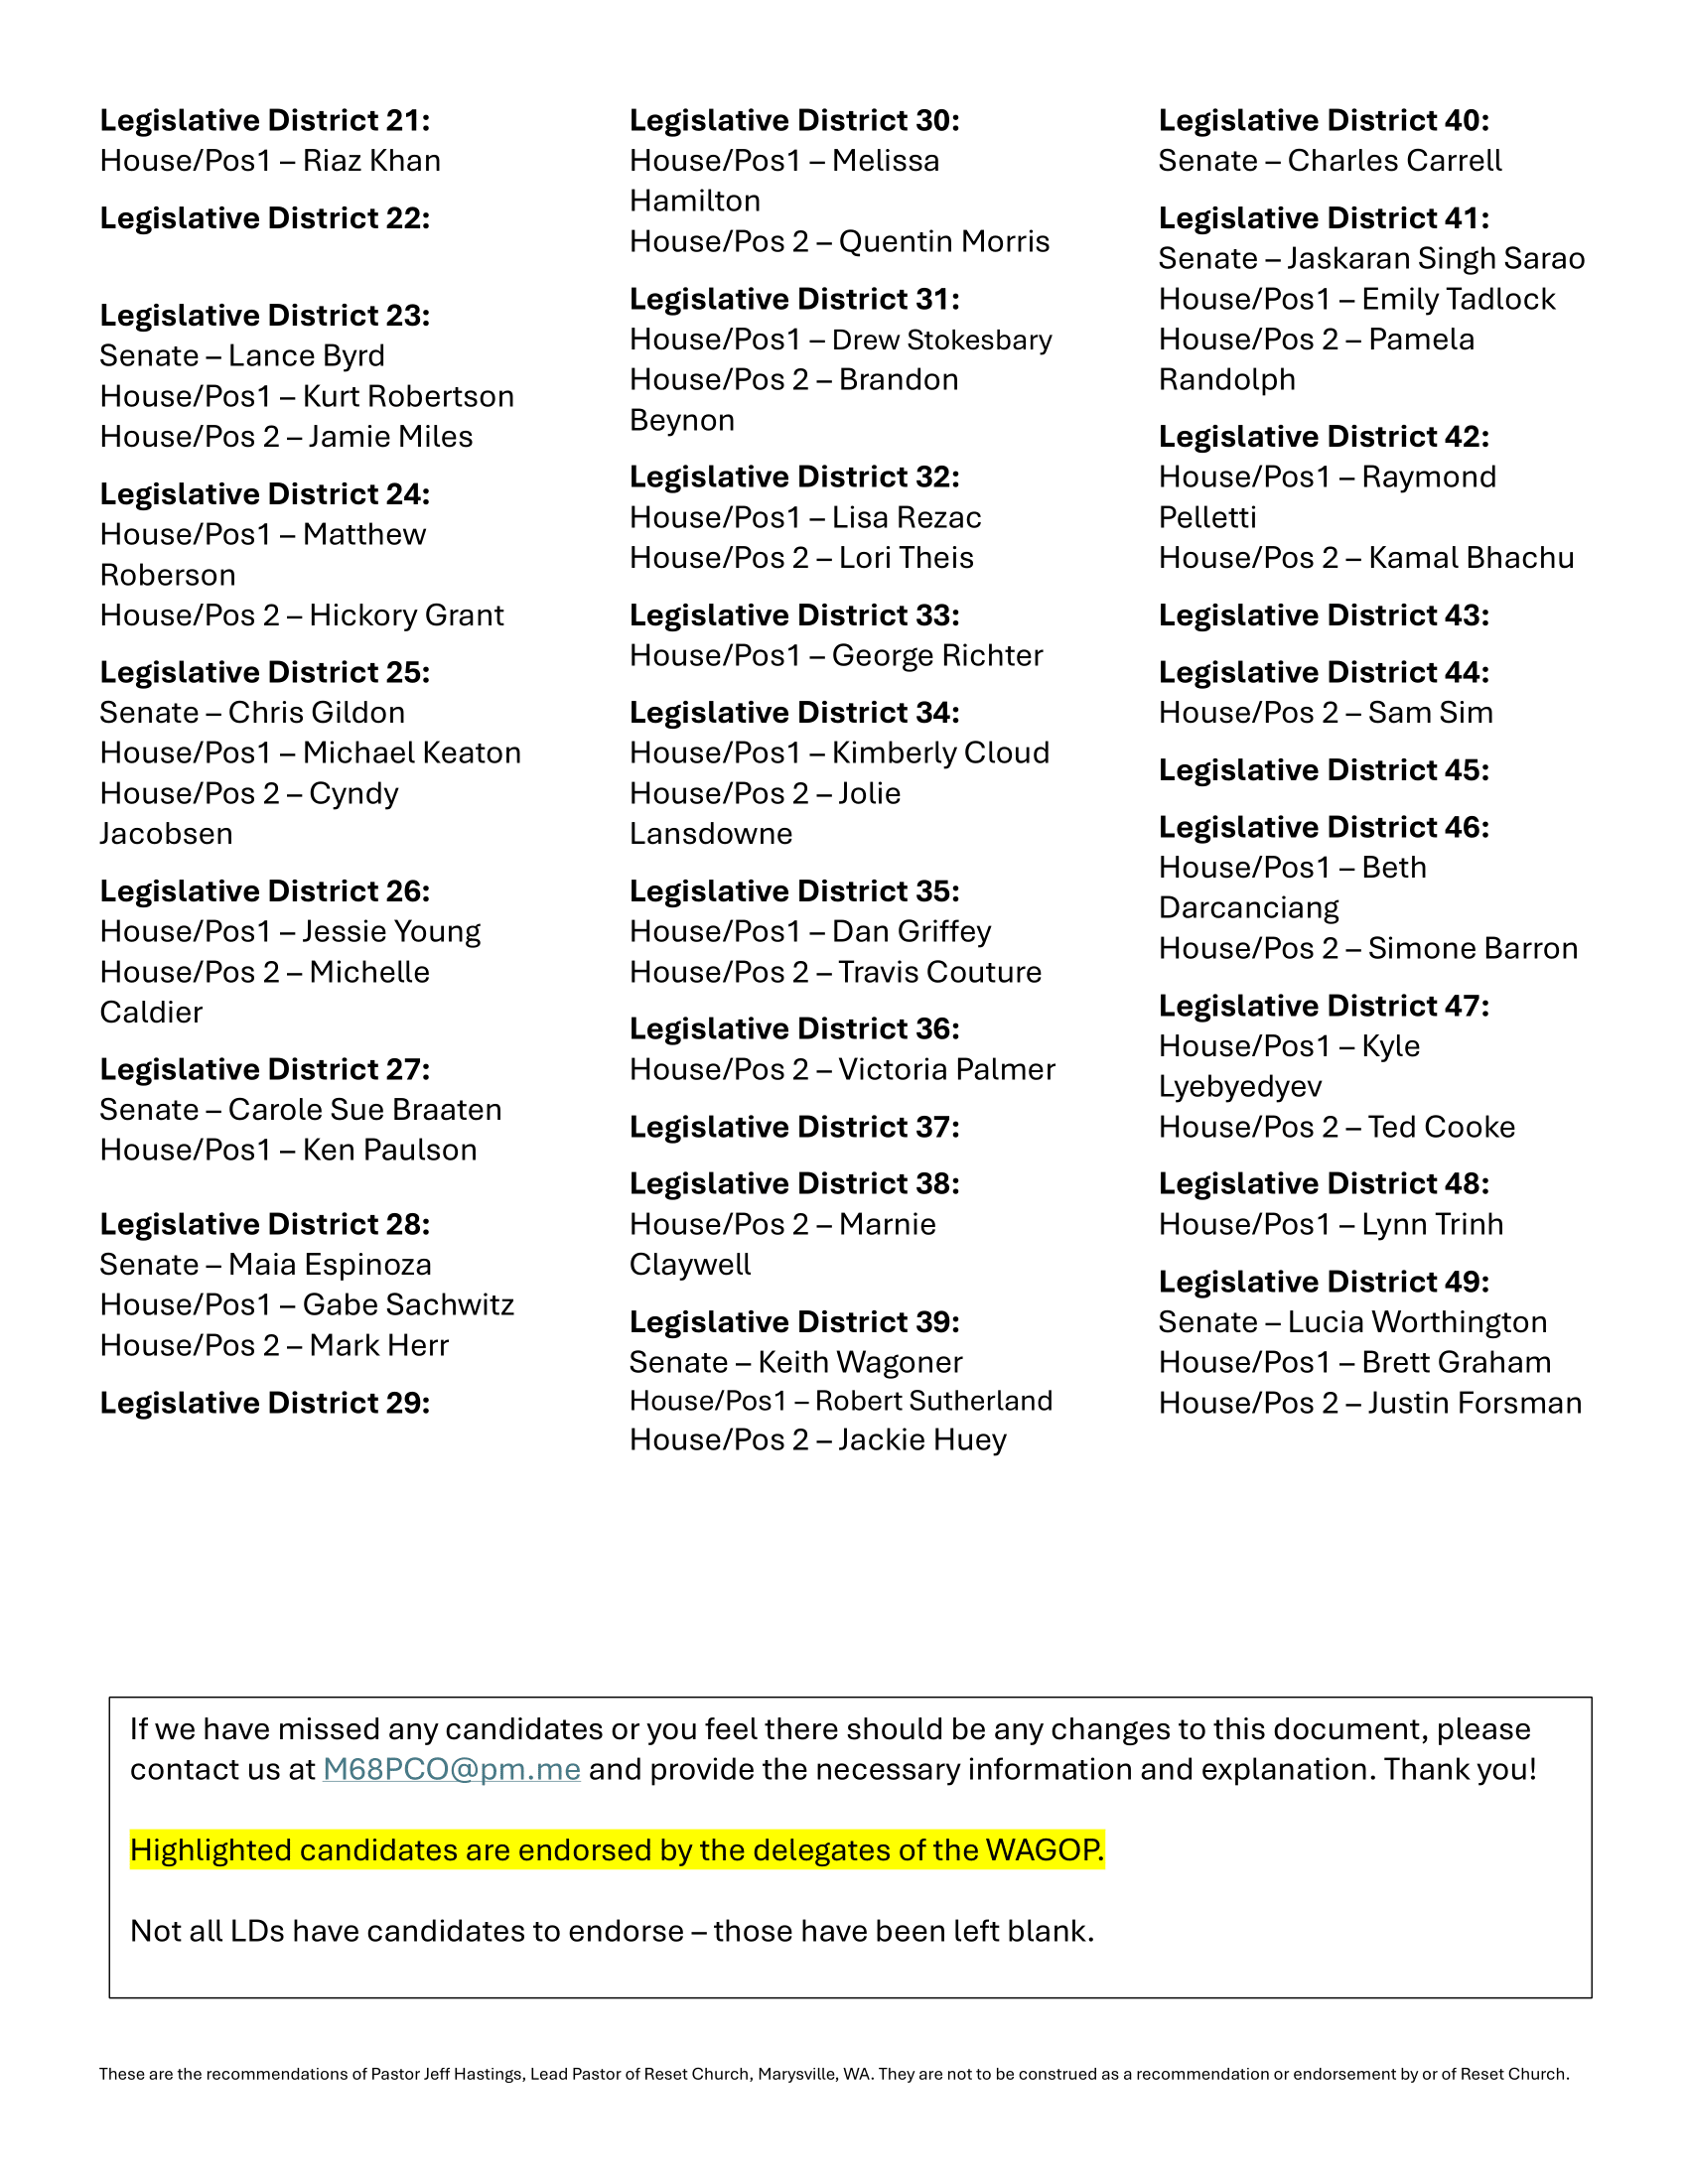 Legislative District 21:
House/Pos1 – Riaz Khan
Legislative District 22:
Legislative District 23:
Senate – Lance Byrd
House/Pos1 – Kurt Robertson
House/Pos 2 – Jamie Miles
Legislative District 24:
House/Pos1 – Matthew
Roberson
House/Pos 2 – Hickory Grant
Legislative District 25:
Senate – Chris Gildon
House/Pos1 – Michael Keaton
House/Pos 2 – Cyndy
Jacobsen
Legislative District 26:
House/Pos1 – Jessie Young
House/Pos 2 – Michelle
Caldier
Legislative District 27:
Senate – Carole Sue Braaten
House/Pos1 – Ken Paulson
Legislative District 28:
Senate – Maia Espinoza
House/Pos1 – Gabe Sachwitz
House/Pos 2 – Mark Herr
Legislative District 29:
Legislative District 30:
House/Pos1 – Melissa
Hamilton
House/Pos 2 – Quentin Morris
Legislative District 31:
House/Pos1 – Drew Stokesbary
House/Pos 2 – Brandon
Beynon
Legislative District 32:
House/Pos1 – Lisa Rezac
House/Pos 2 – Lori Theis
Legislative District 33:
House/Pos1 – George Richter
Legislative District 34:
House/Pos1 – Kimberly Cloud
House/Pos 2 – Jolie
Lansdowne
Legislative District 35:
House/Pos1 – Dan Griffey
House/Pos 2 – Travis Couture
Legislative District 36:
House/Pos 2 – Victoria Palmer
Legislative District 37:
Legislative District 38:
House/Pos 2 – Marnie
Claywell
Legislative District 39:
Senate – Keith Wagoner
House/Pos1 – Robert Sutherland
House/Pos 2 – Jackie Huey
Legislative District 40:
Senate – Charles Carrell
Legislative District 41:
Senate – Jaskaran Singh Sarao
House/Pos1 – Emily Tadlock
House/Pos 2 – Pamela
Randolph
Legislative District 42:
House/Pos1 – Raymond
Pelletti
House/Pos 2 – Kamal Bhachu
Legislative District 43:
Legislative District 44:
House/Pos 2 – Sam Sim
Legislative District 45:
Legislative District 46:
House/Pos1 – Beth
Darcanciang
House/Pos 2 – Simone Barron
Legislative District 47:
House/Pos1 – Kyle
Lyebyedyev
House/Pos 2 – Ted Cooke
Legislative District 48:
House/Pos1 – Lynn Trinh
Legislative District 49:
Senate – Lucia Worthington
House/Pos1 – Brett Graham
House/Pos 2 – Justin Forsman
If we have missed any candidates or you feel there should be any changes to this document, please
contact us at M68PCO@pm.me and provide the necessary information and explanation. Thank you!
Highlighted candidates are endorsed by the delegates of the WAGOP.
Not all LDs have candidates to endorse – those have been left blank.
These are the recommendations of Pastor Jeff Hastings, Lead Pastor of Reset Church, Marysville, WA. They are not to be construed as a recommendation or endorsement by or of Reset Church.